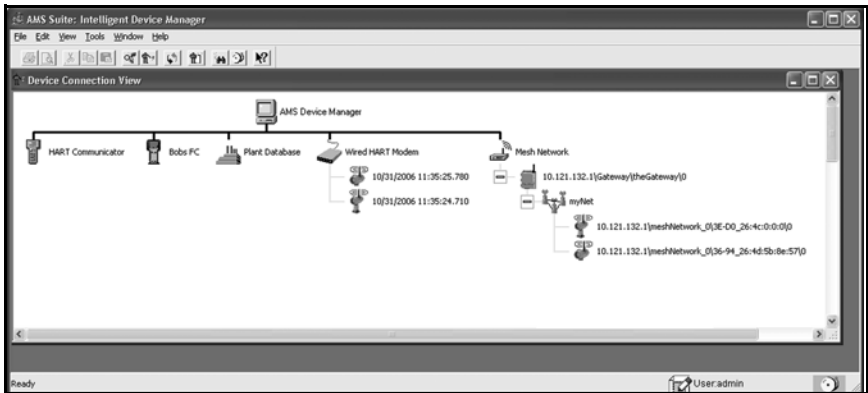 AMS Suite: Intelligent Device Manager
File Edit View Tools Window Help
Device Connection View
AMS Device Manager
HART Communicator
Bobs FC
Plant Database
Wired HART Modem
Mesh Network
10/31/2006 11:35:25.780
10.121.132.1\Gateway\theGateway\0
10/31/2006 11:35:24.710
myNet
10.121.132.1\meshNetwork_0\3E-D0_26:4c:0:0:0\0
10.121.132.1\meshNetwork_0\36-94_26:4d:5b:8e:57\0
Ready
User:admin